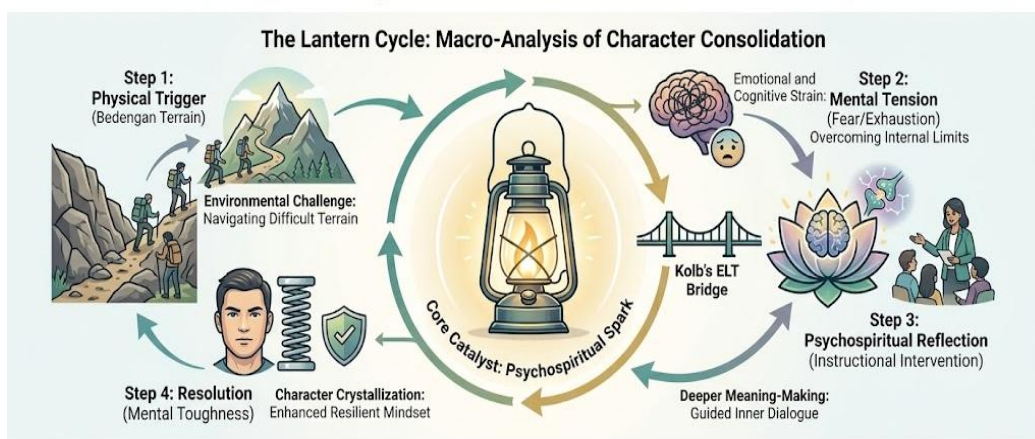 The Lantern Cycle: Macro-Analysis of Character Consolidation
Step 1:
Physical Trigger
(Bedengan Terrain)
Environmental Challenge:
Navigating Difficult Terrain
Emotional and
Cognitive Strain:
Step 2:
Mental Tension
(Fear/Exhaustion)
Overcoming Internal Limits
Kolb's ELT
Bridge
Step 3:
Psychospiritual Reflection
(Instructional Intervention)
Deeper Meaning-Making:
Guided Inner Dialogue
Core Catalyst: Psychospiritual Spark
Step 4: Resolution
(Mental Toughness)
Character Crystallization:
Enhanced Resilient Mindset